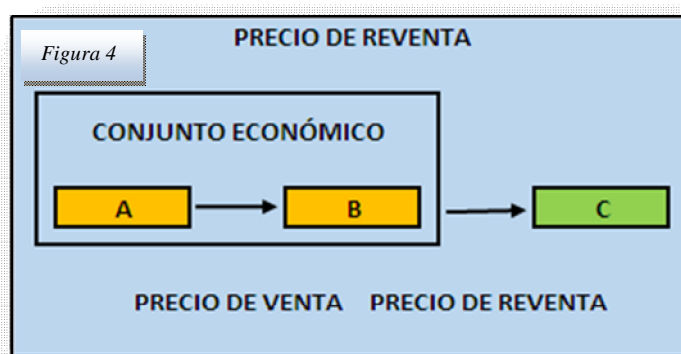 Figura 4
PRECIO DE REVENTA
CONJUNTO ECONÓMICO
A B C
PRECIO DE VENTA PRECIO DE REVENTA